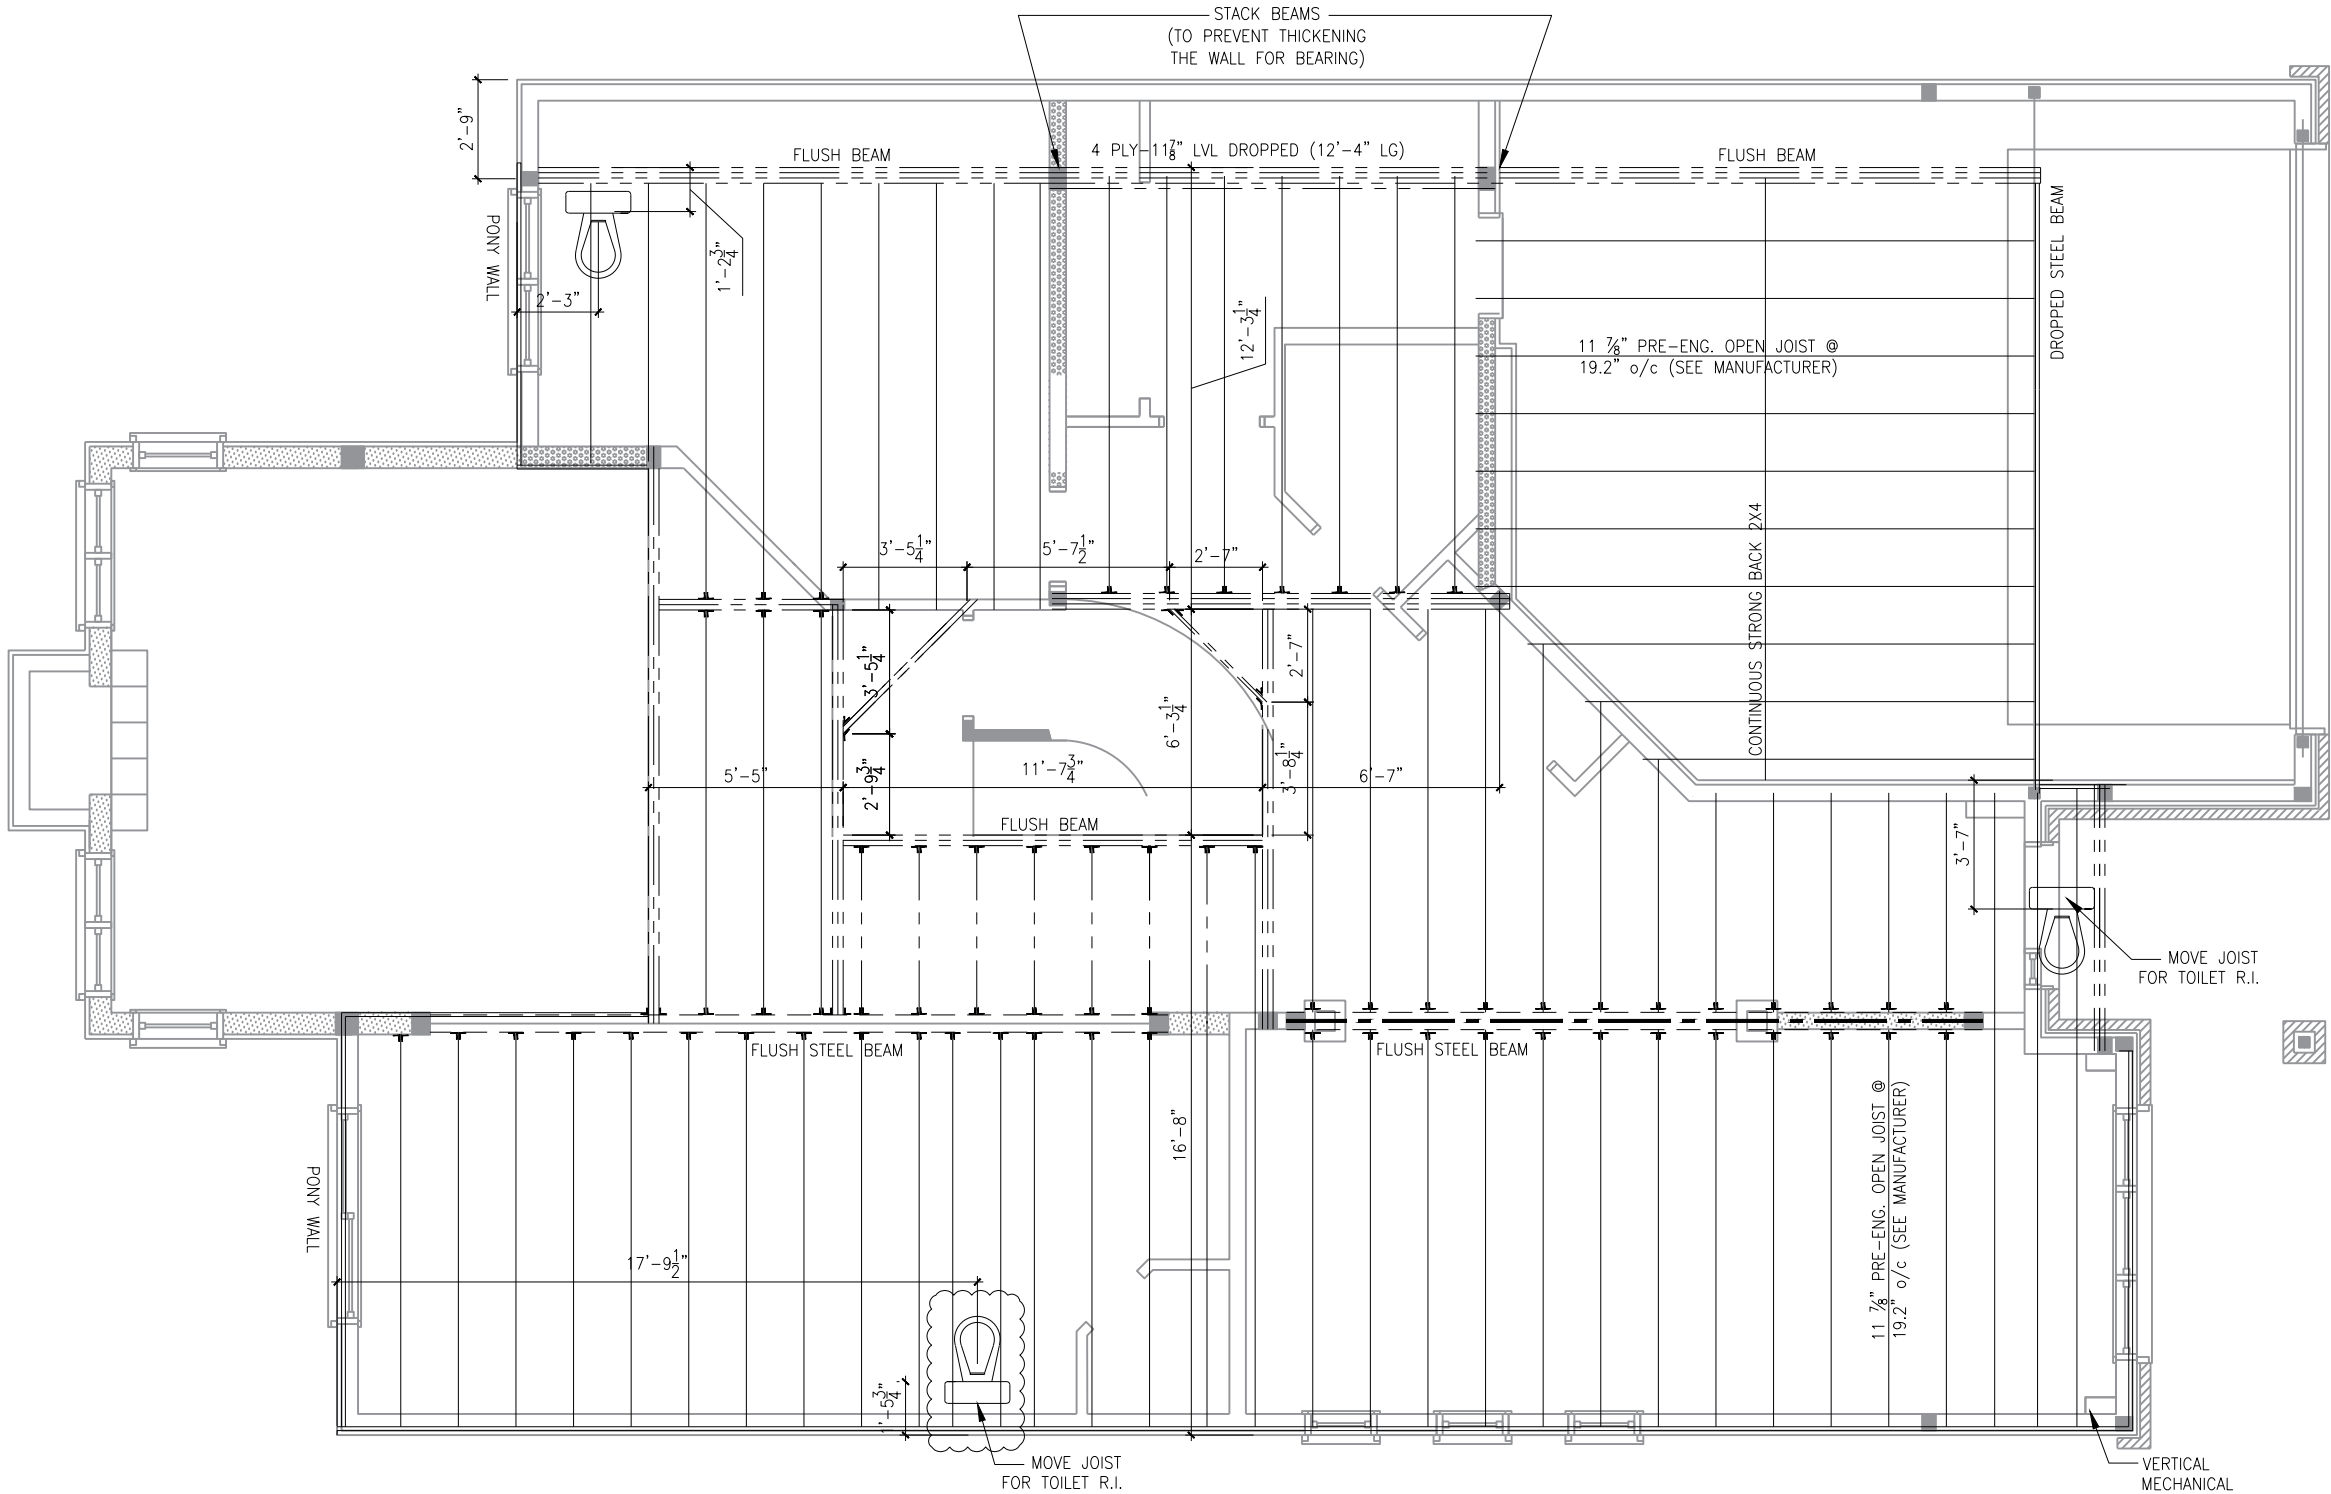 STACK BEAMS
(TO PREVENT THICKENING
THE WALL FOR BEARING)
2'-9"
FLUSH BEAM
4 PLY-11⅞" LVL DROPPED (12'-4" LG)
FLUSH BEAM
PONY WALL
1'-2¾"
2'-3"
12'-3¼"
DROPPED STEEL BEAM
11 ⅞" PRE-ENG. OPEN JOIST @
19.2" o/c (SEE MANUFACTURER)
CONTINUOUS STRONG BACK 2X4
3'-5¼"
5'-7½"
2'-7"
3'-5¼"
2'-7"
6'-3¼"
3'-8¼"
2'-9¾"
5'-5"
11'-7¾"
6'-7"
FLUSH BEAM
3'-7"
MOVE JOIST
FOR TOILET R.I.
FLUSH STEEL BEAM
FLUSH STEEL BEAM
16'-8"
PONY WALL
17'-9½"
11 ⅞" PRE-ENG. OPEN JOIST @
19.2" o/c (SEE MANUFACTURER)
1'-5¾"
MOVE JOIST
FOR TOILET R.I.
VERTICAL
MECHANICAL